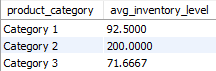 product_category avg_inventory_level
Category 1 92.5000
Category 2 200.0000
Category 3 71.6667